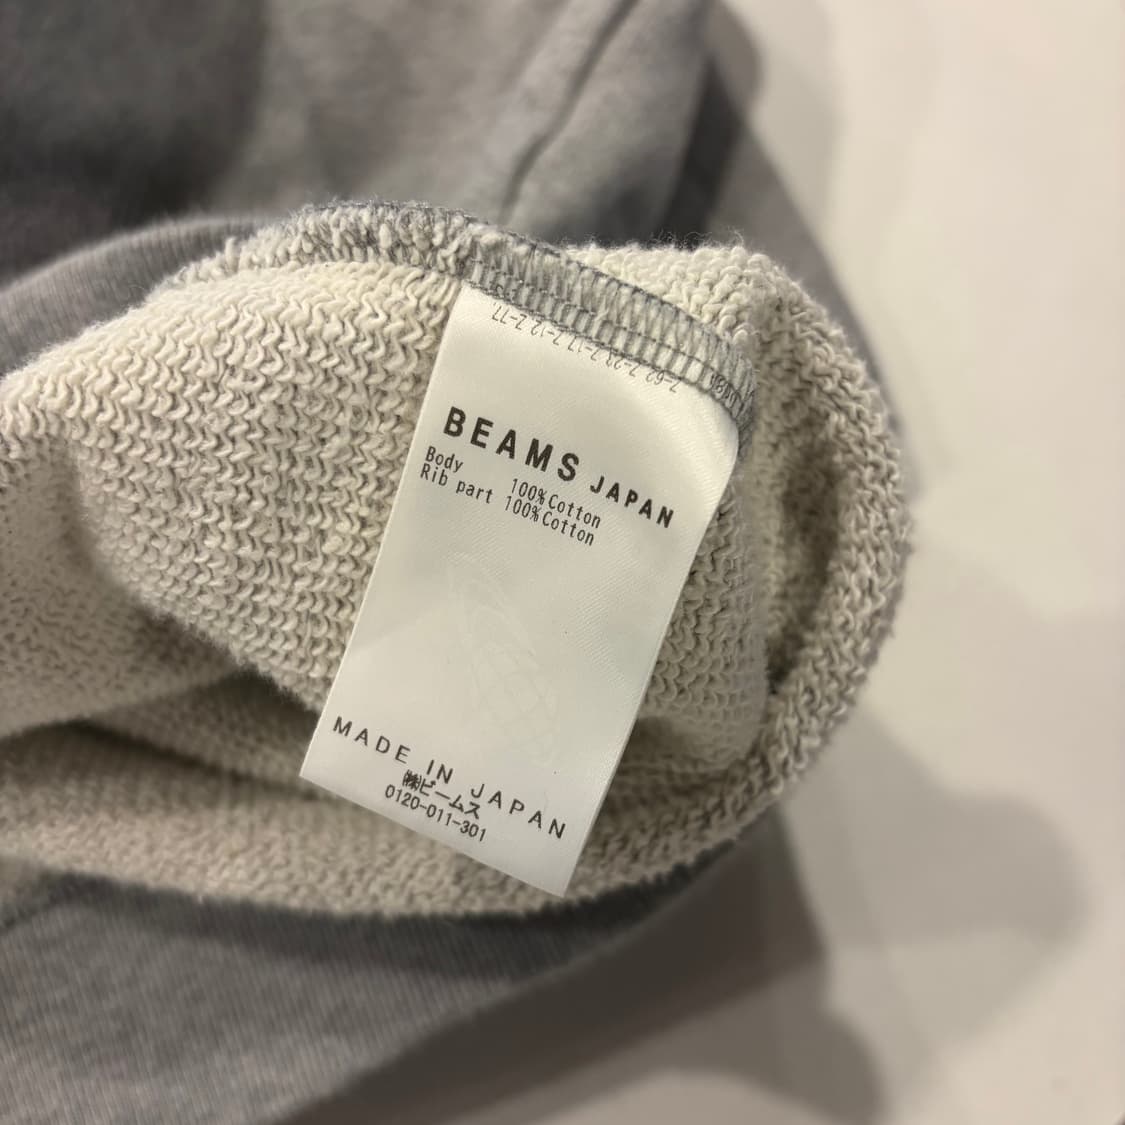 BEAMS JAPAN
Body 100%Cotton
Rib part 100%Cotton
MADE IN JAPAN
㈱ビームス
0120-011-301